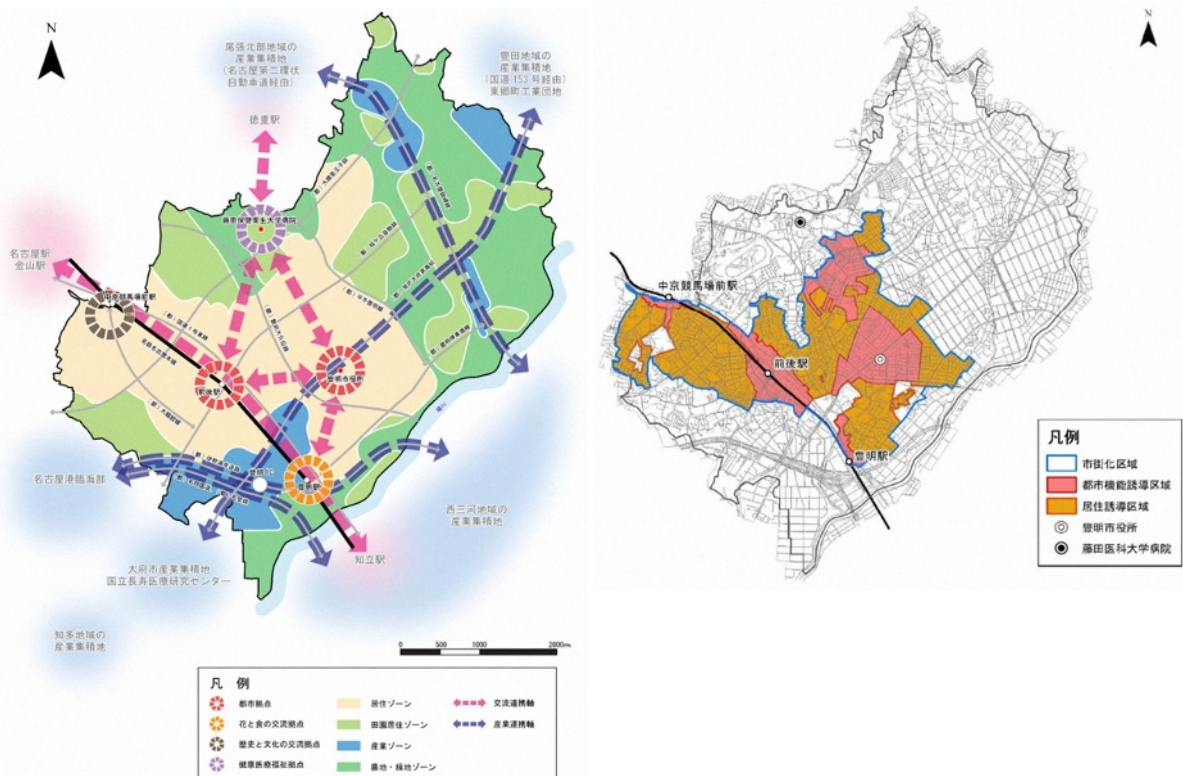 N
尾張北部地域の
産業集積地
(名古屋第二環状
自動車道経由)
豊田地域の
産業集積地
(国道153号経由)
東郷町工業団地
徳重駅
藤田保健衛生大学病院
名古屋駅
金山駅
中京競馬場前駅
前後駅
豊明市役所
名古屋港臨海部
豊明IC
豊明駅
西三河地域の
産業集積地
知立駅
大府市産業集積地
国立長寿医療研究センター
知多地域の
産業集積地
0 500 1000 2000ms
凡 例
都市拠点
花と食の交流拠点
歴史と文化の交流拠点
健康医療福祉拠点
居住ゾーン
田園居住ゾーン
産業ゾーン
農地・緑地ゾーン
交流連携軸
産業連携軸
N
中京競馬場前駅
前後駅
豊明駅
凡例
市街化区域
都市機能誘導区域
居住誘導区域
豊明市役所
藤田医科大学病院